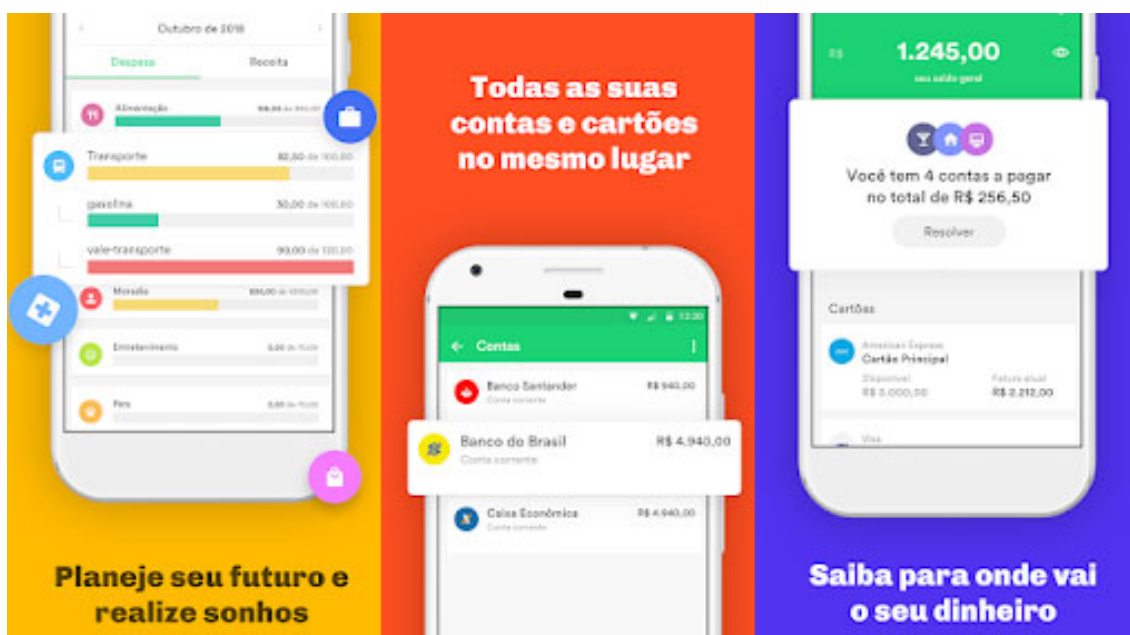 Outubro de 2018
Despesa
Receita
Alimentação
Transporte
82,50 de 100,00
gasolina
30,00 de 100,00
vale-transporte
90,00 de
Moradia
Entretenimento
Pets
Planeje seu futuro e
realize sonhos
Todas as suas
contas e cartões
no mesmo lugar
12:30
Contas
Banco Santander
R$ 940,00
Conta corrente
Banco do Brasil
R$ 4.940,00
Conta corrente
Caixa Econômica
R$ 4.940,00
Conta corrente
R$
1.245,00
seu saldo geral
Você tem 4 contas a pagar
no total de R$ 256,50
Resolver
Cartões
American Express
Cartão Principal
Disponível
Fatura atual
R$ 3.000,00
R$ 2.212,00
Visa
Saiba para onde vai
o seu dinheiro